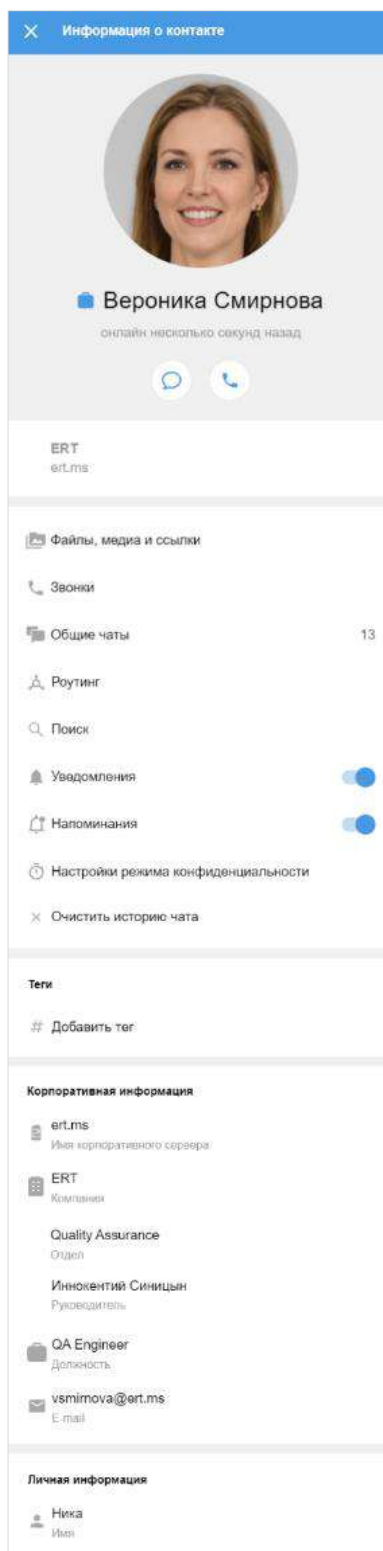 Информация о контакте
Вероника Смирнова
онлайн несколько секунд назад
ERT
ert.ms
Файлы, медиа и ссылки
Звонки
Общие чаты 13
Роутинг
Поиск
Уведомления
Напоминания
Настройки режима конфиденциальности
Очистить историю чата
Теги
# Добавить тег
Корпоративная информация
ert.ms
Имя корпоративного сервера
ERT
Компания
Quality Assurance
Отдел
Иннокентий Синицын
Руководитель
QA Engineer
Должность
vsmirnova@ert.ms
E-mail
Личная информация
Ника
Имя